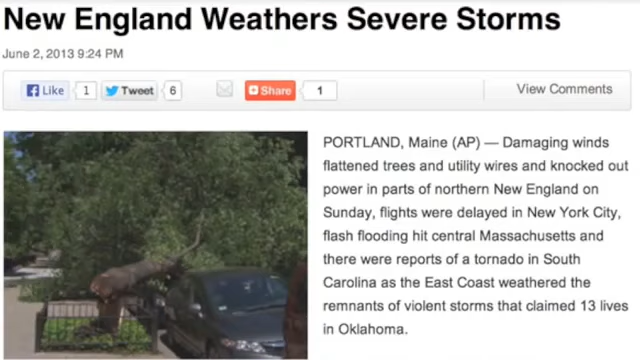 New England Weathers Severe Storms
June 2, 2013 9:24 PM
Like 1 Tweet 6 Share 1 View Comments
PORTLAND, Maine (AP) — Damaging winds
flattened trees and utility wires and knocked out
power in parts of northern New England on
Sunday, flights were delayed in New York City,
flash flooding hit central Massachusetts and
there were reports of a tornado in South
Carolina as the East Coast weathered the
remnants of violent storms that claimed 13 lives
in Oklahoma.